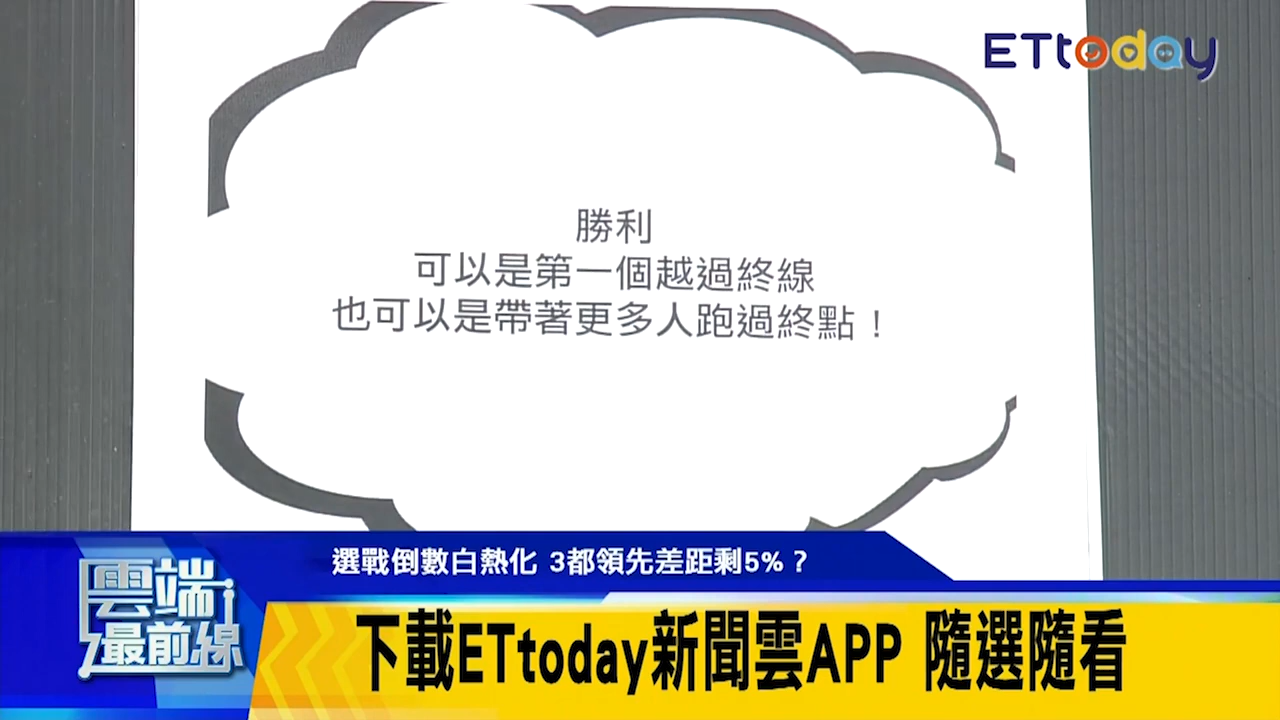 ETtoday
勝利
可以是第一個越過終線
也可以是帶著更多人跑過終點！
選戰倒數白熱化 3都領先差距剩5%？
雲端
最前線
下載ETtoday新聞雲APP 隨選隨看